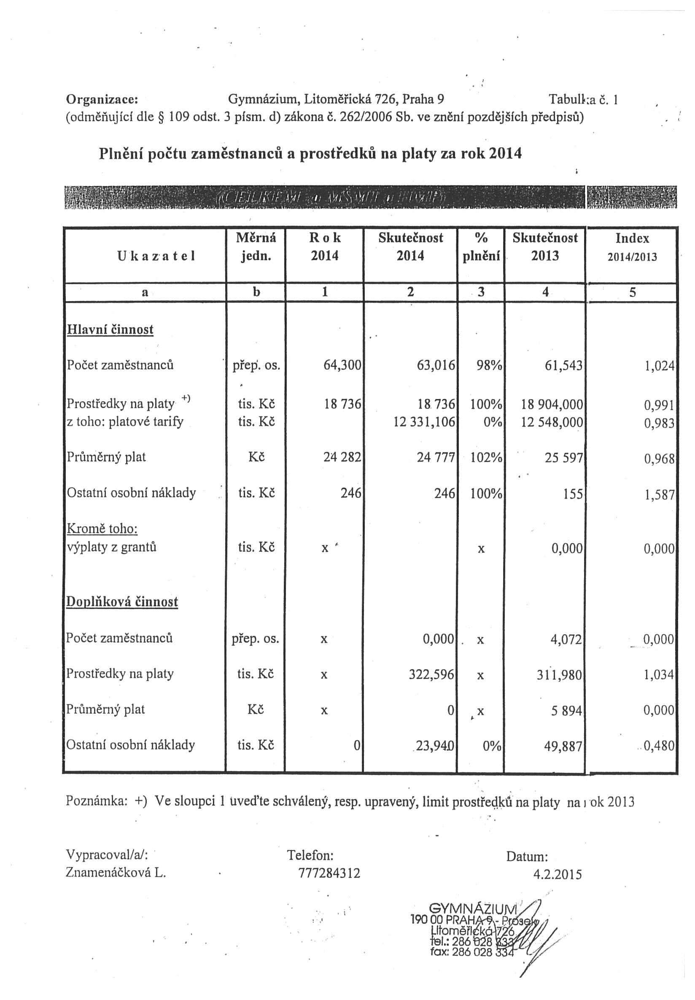 Organizace: Gymnázium, Litoměřická 726, Praha 9 Tabulka č. 1
(odměňující dle § 109 odst. 3 písm. d) zákona č. 262/2006 Sb. ve znění pozdějších předpisů)
Plnění počtu zaměstnanců a prostředků na platy za rok 2014
(CELKEM za MŠMT a HMP)
Ukazatel Měrná jedn. Rok 2014 Skutečnost 2014 % plnění Skutečnost 2013 Index 2014/2013
a b 1 2 3 4 5
Hlavní činnost
Počet zaměstnanců přep. os. 64,300 63,016 98% 61,543 1,024
Prostředky na platy +) tis. Kč 18 736 18 736 100% 18 904,000 0,991
z toho: platové tarify tis. Kč 12 331,106 0% 12 548,000 0,983
Průměrný plat Kč 24 282 24 777 102% 25 597 0,968
Ostatní osobní náklady tis. Kč 246 246 100% 155 1,587
Kromě toho:
výplaty z grantů tis. Kč x x 0,000 0,000
Doplňková činnost
Počet zaměstnanců přep. os. x 0,000 x 4,072 0,000
Prostředky na platy tis. Kč x 322,596 x 311,980 1,034
Průměrný plat Kč x 0 x 5 894 0,000
Ostatní osobní náklady tis. Kč 0 23,940 0% 49,887 0,480
Poznámka: +) Ve sloupci 1 uveďte schválený, resp. upravený, limit prostředků na platy na rok 2013
Vypracoval/a/: Telefon: Datum:
Znamenáčková L. 777284312 4.2.2015
GYMNÁZIUM
190 00 PRAHA 9 - Prosek
Litoměřická 726
tel.: 286 028 333
fax: 286 028 334